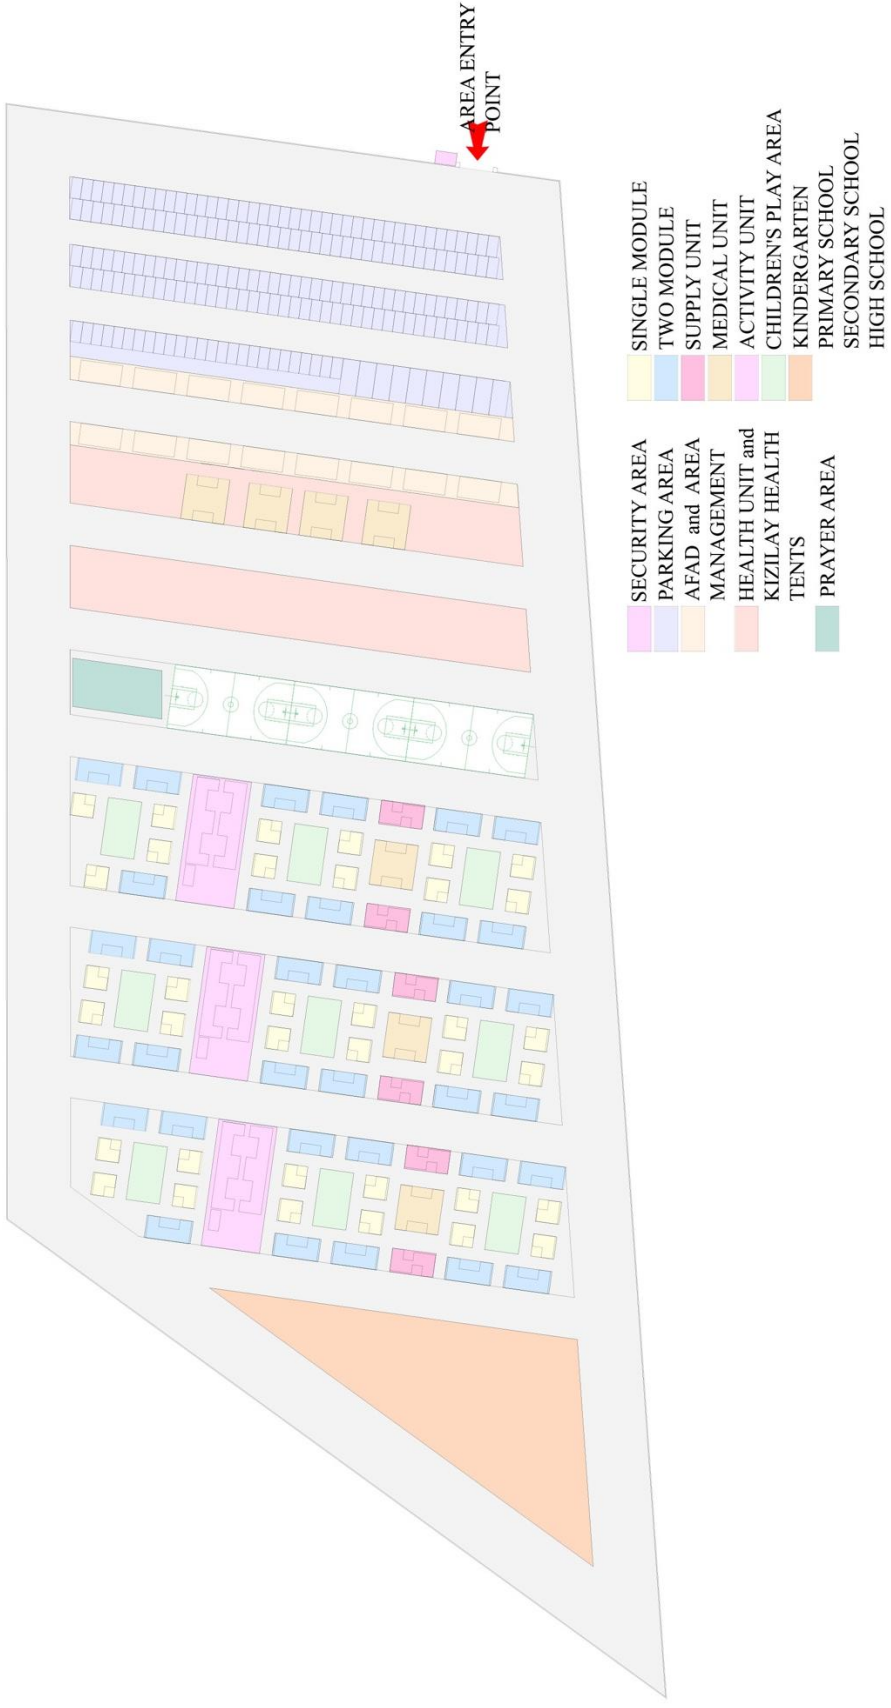 AREA ENTRY
POINT
SECURITY AREA
PARKING AREA
AFAD and AREA
MANAGEMENT
HEALTH UNIT and
KIZILAY HEALTH
TENTS
PRAYER AREA
SINGLE MODULE
TWO MODULE
SUPPLY UNIT
MEDICAL UNIT
ACTIVITY UNIT
CHILDREN'S PLAY AREA
KINDERGARTEN
PRIMARY SCHOOL
SECONDARY SCHOOL
HIGH SCHOOL